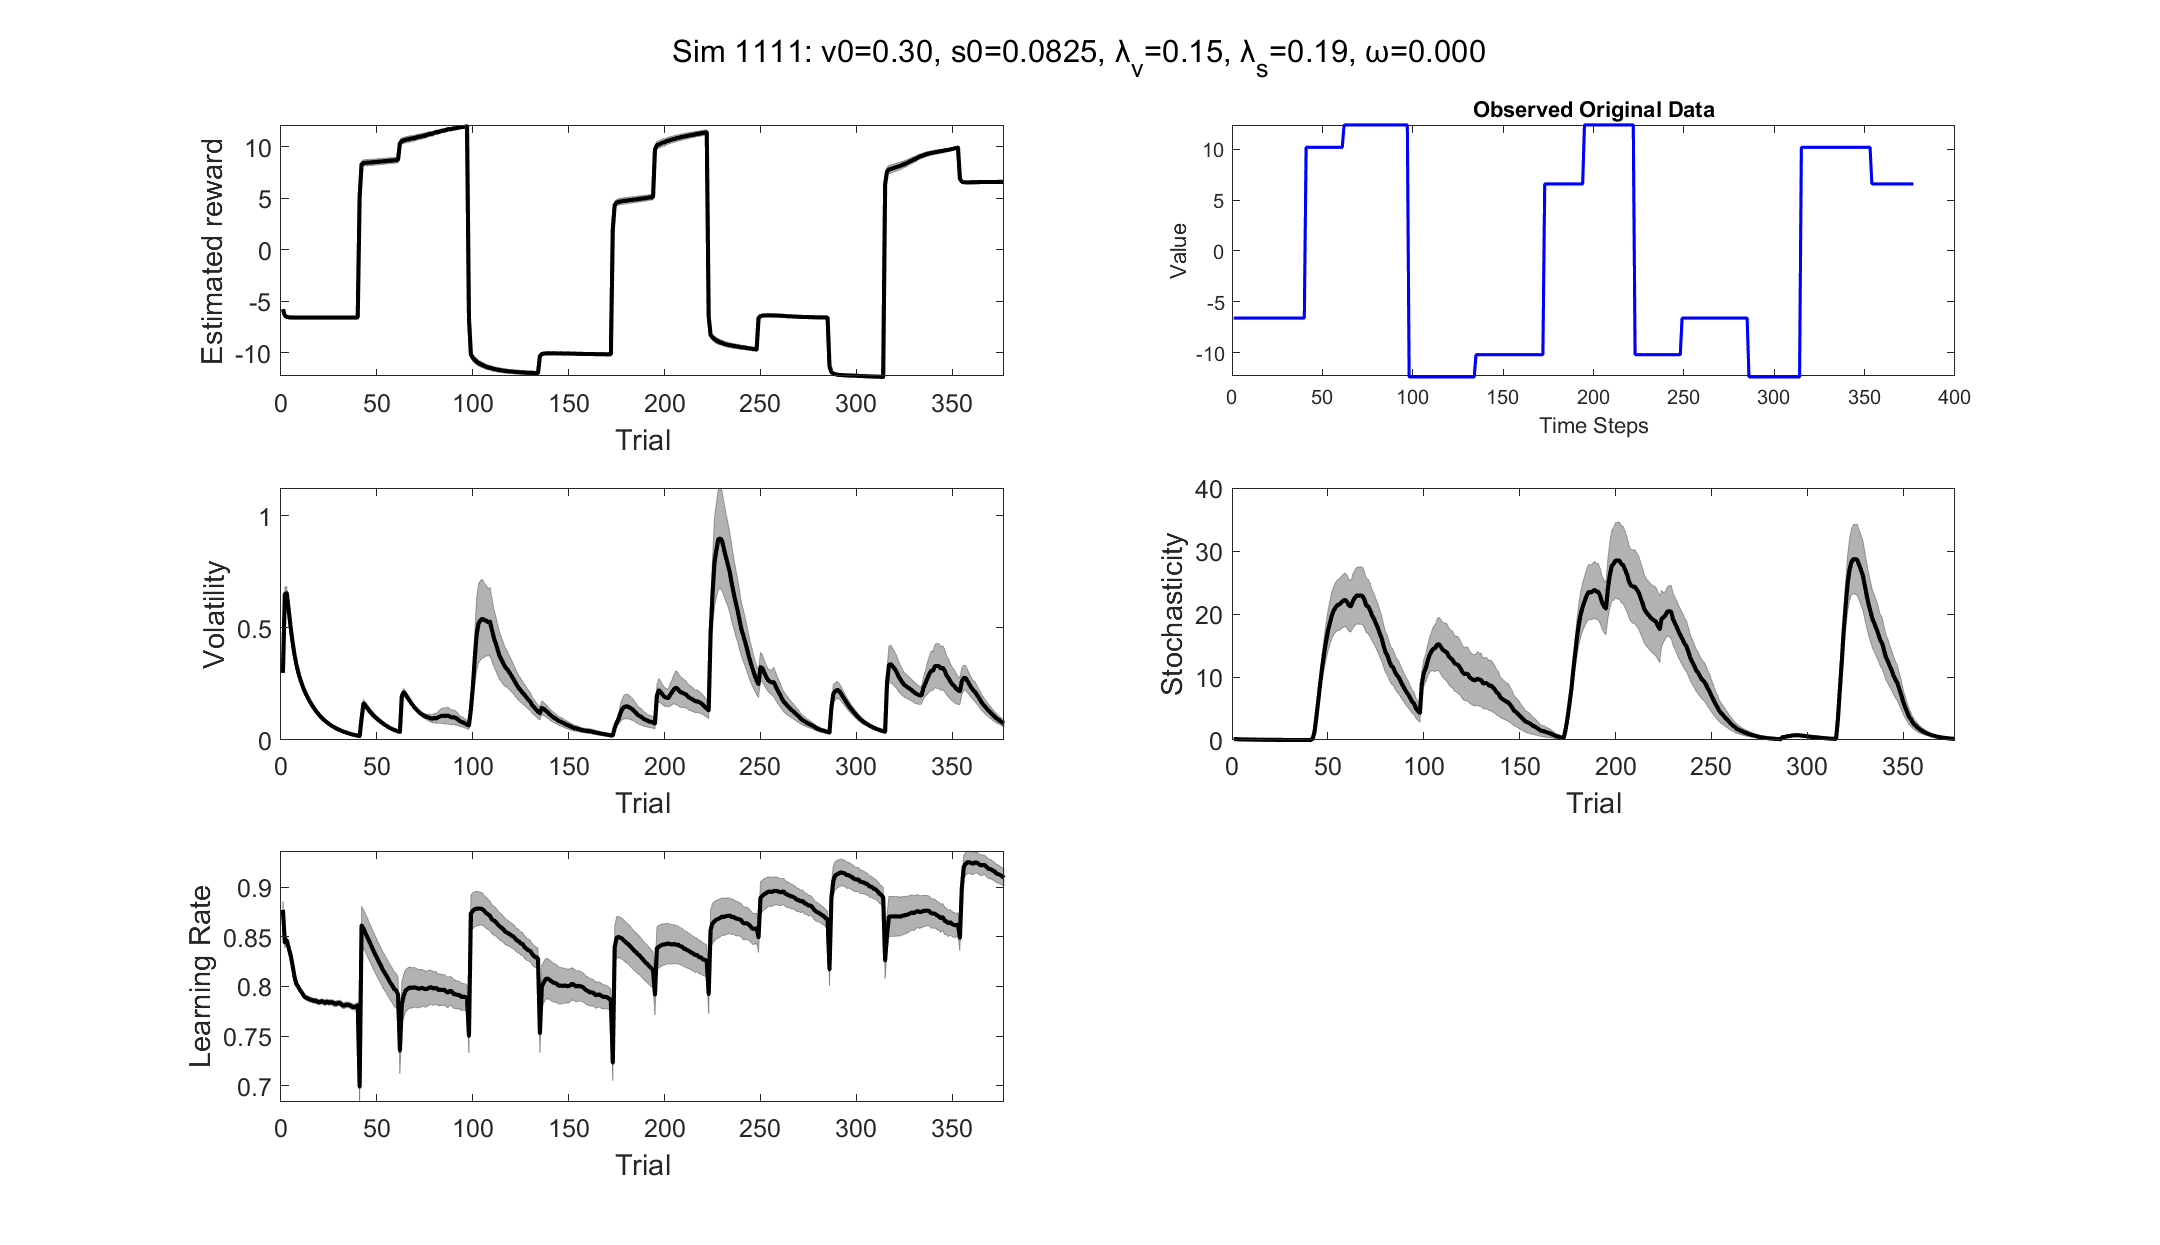 Sim 1111: v0=0.30, s0=0.0825, λv=0.15, λs=0.19, ω=0.000
Estimated reward
10
5
0
-5
-10
0 50 100 150 200 250 300 350
Trial
Observed Original Data
Value
10
5
0
-5
-10
0 50 100 150 200 250 300 350 400
Time Steps
Volatility
1
0.5
0
0 50 100 150 200 250 300 350
Trial
Stochasticity
40
30
20
10
0
0 50 100 150 200 250 300 350
Trial
Learning Rate
0.9
0.85
0.8
0.75
0.7
0 50 100 150 200 250 300 350
Trial